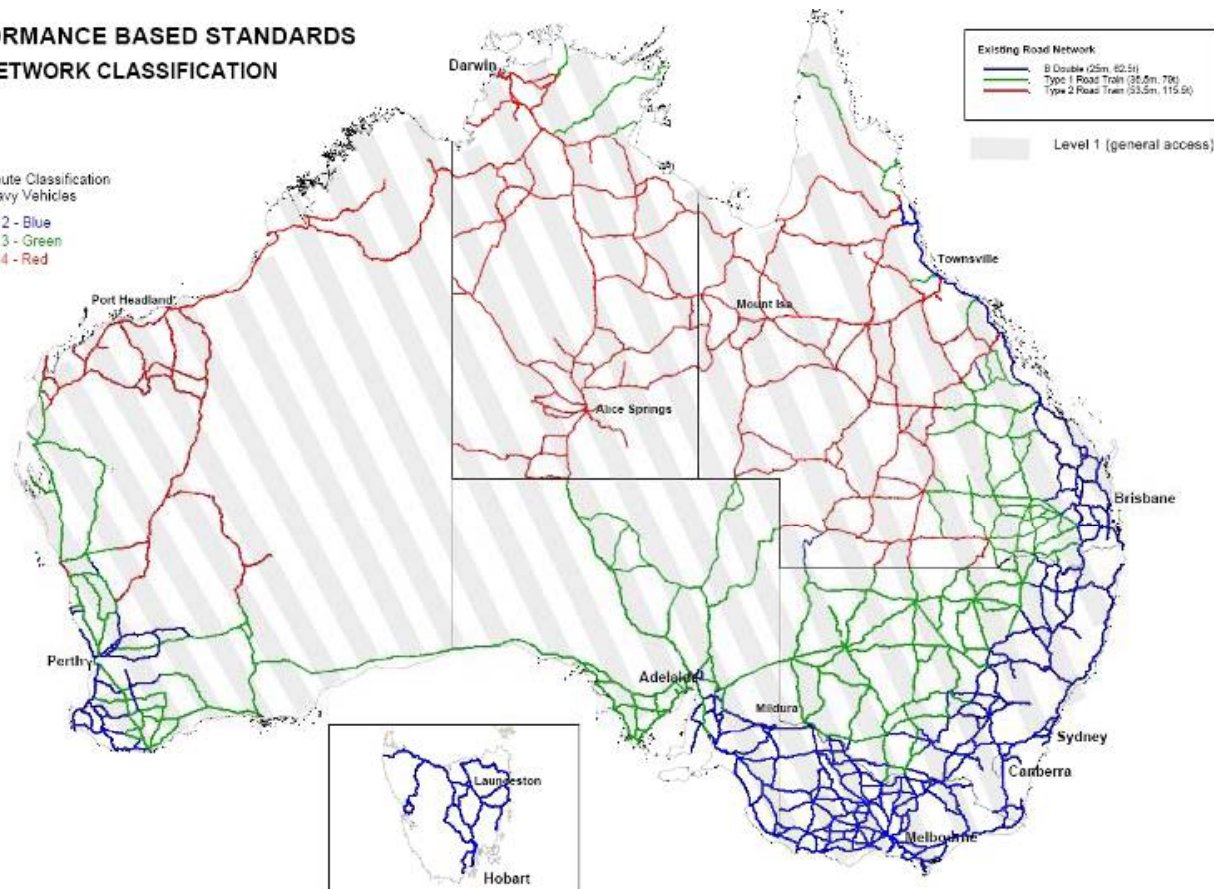 ORMANCE BASED STANDARDS
ETWORK CLASSIFICATION
Existing Road Network
B Double (25m, 62.5t)
Type 1 Road Train (36.5m, 79t)
Type 2 Road Train (53.5m, 115.5t)
Level 1 (general access)
ute Classification
avy Vehicles
2 - Blue
3 - Green
4 - Red
Darwin
Townsville
Port Headland
Mount Isa
Alice Springs
Brisbane
Perth
Adelaide
Mildura
Sydney
Canberra
Launceston
Melbourne
Hobart